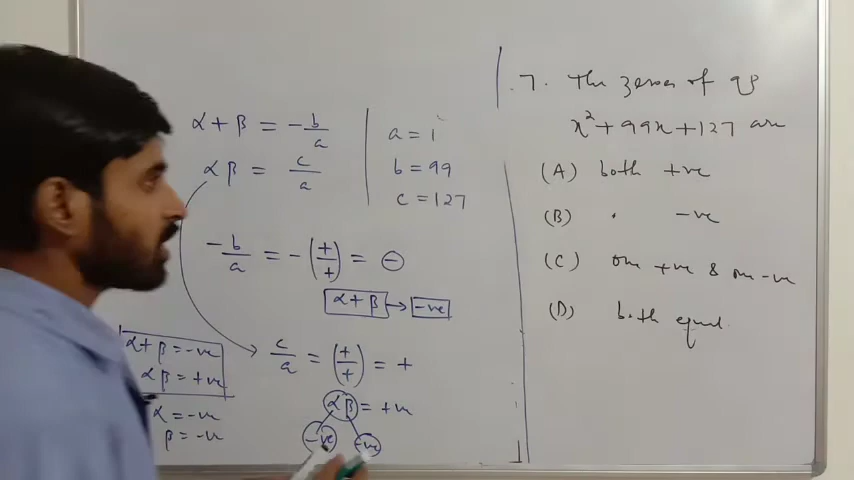 α + β = - b/a
αβ = c/a
a = 1
b = 99
c = 127
- b/a = - (+/+) = ⊖
α + β → -ve
c/a = (+/+) = +
αβ = +ve
-ve -ve
α + β = -ve
αβ = +ve
α = -ve
β = -ve
7. The zeroes of qp
x² + 99x + 127 are
(A) both +ve
(B) " -ve
(C) one +ve & one -ve
(D) both equal.